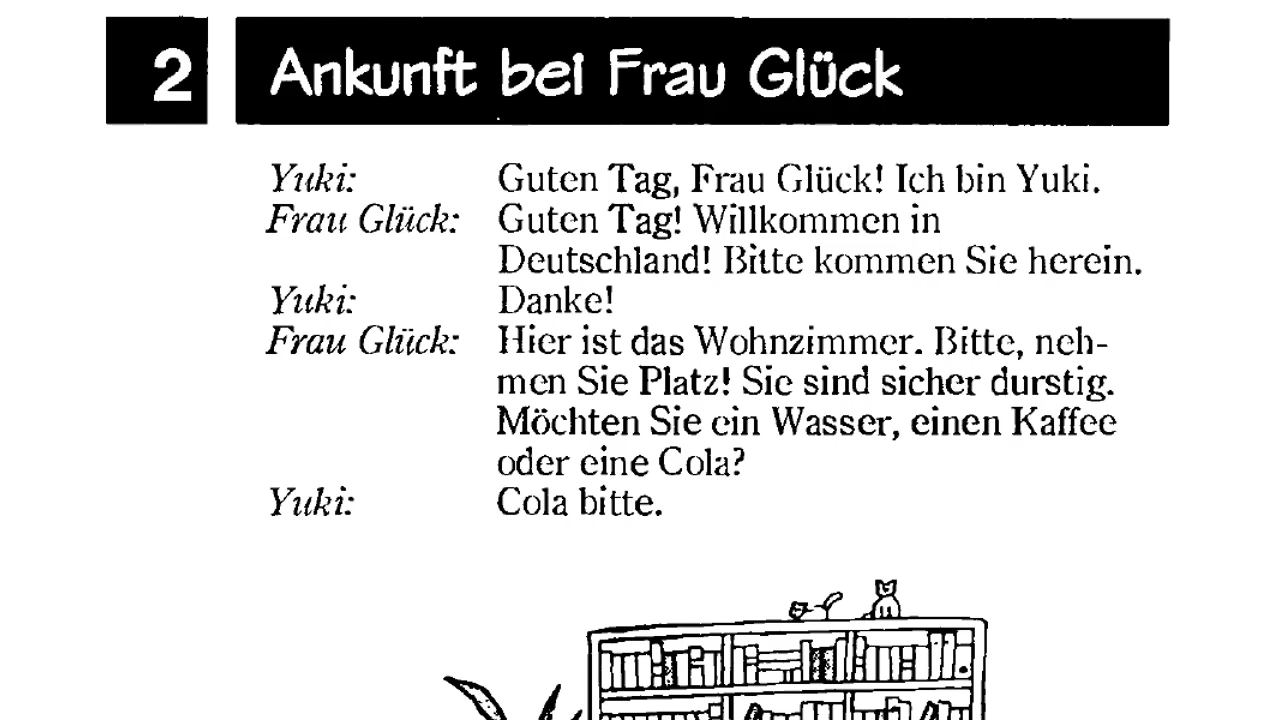 2 Ankunft bei Frau Glück
Yuki: Guten Tag, Frau Glück! Ich bin Yuki.
Frau Glück: Guten Tag! Willkommen in
Deutschland! Bitte kommen Sie herein.
Yuki: Danke!
Frau Glück: Hier ist das Wohnzimmer. Bitte, neh-
men Sie Platz! Sie sind sicher durstig.
Möchten Sie ein Wasser, einen Kaffee
oder eine Cola?
Yuki: Cola bitte.